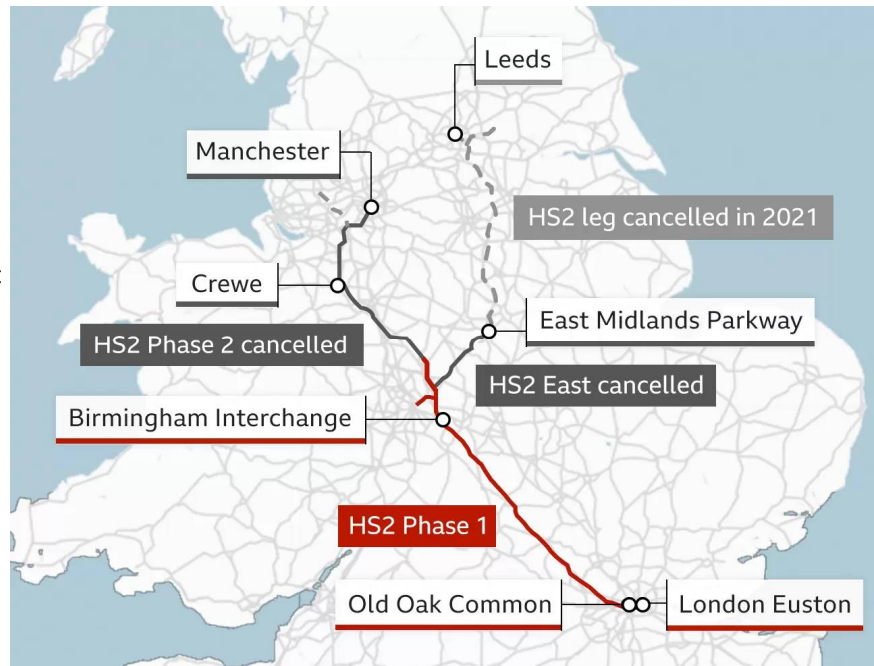 Leeds
Manchester
HS2 leg cancelled in 2021
Crewe
East Midlands Parkway
HS2 Phase 2 cancelled
HS2 East cancelled
Birmingham Interchange
HS2 Phase 1
Old Oak Common
London Euston